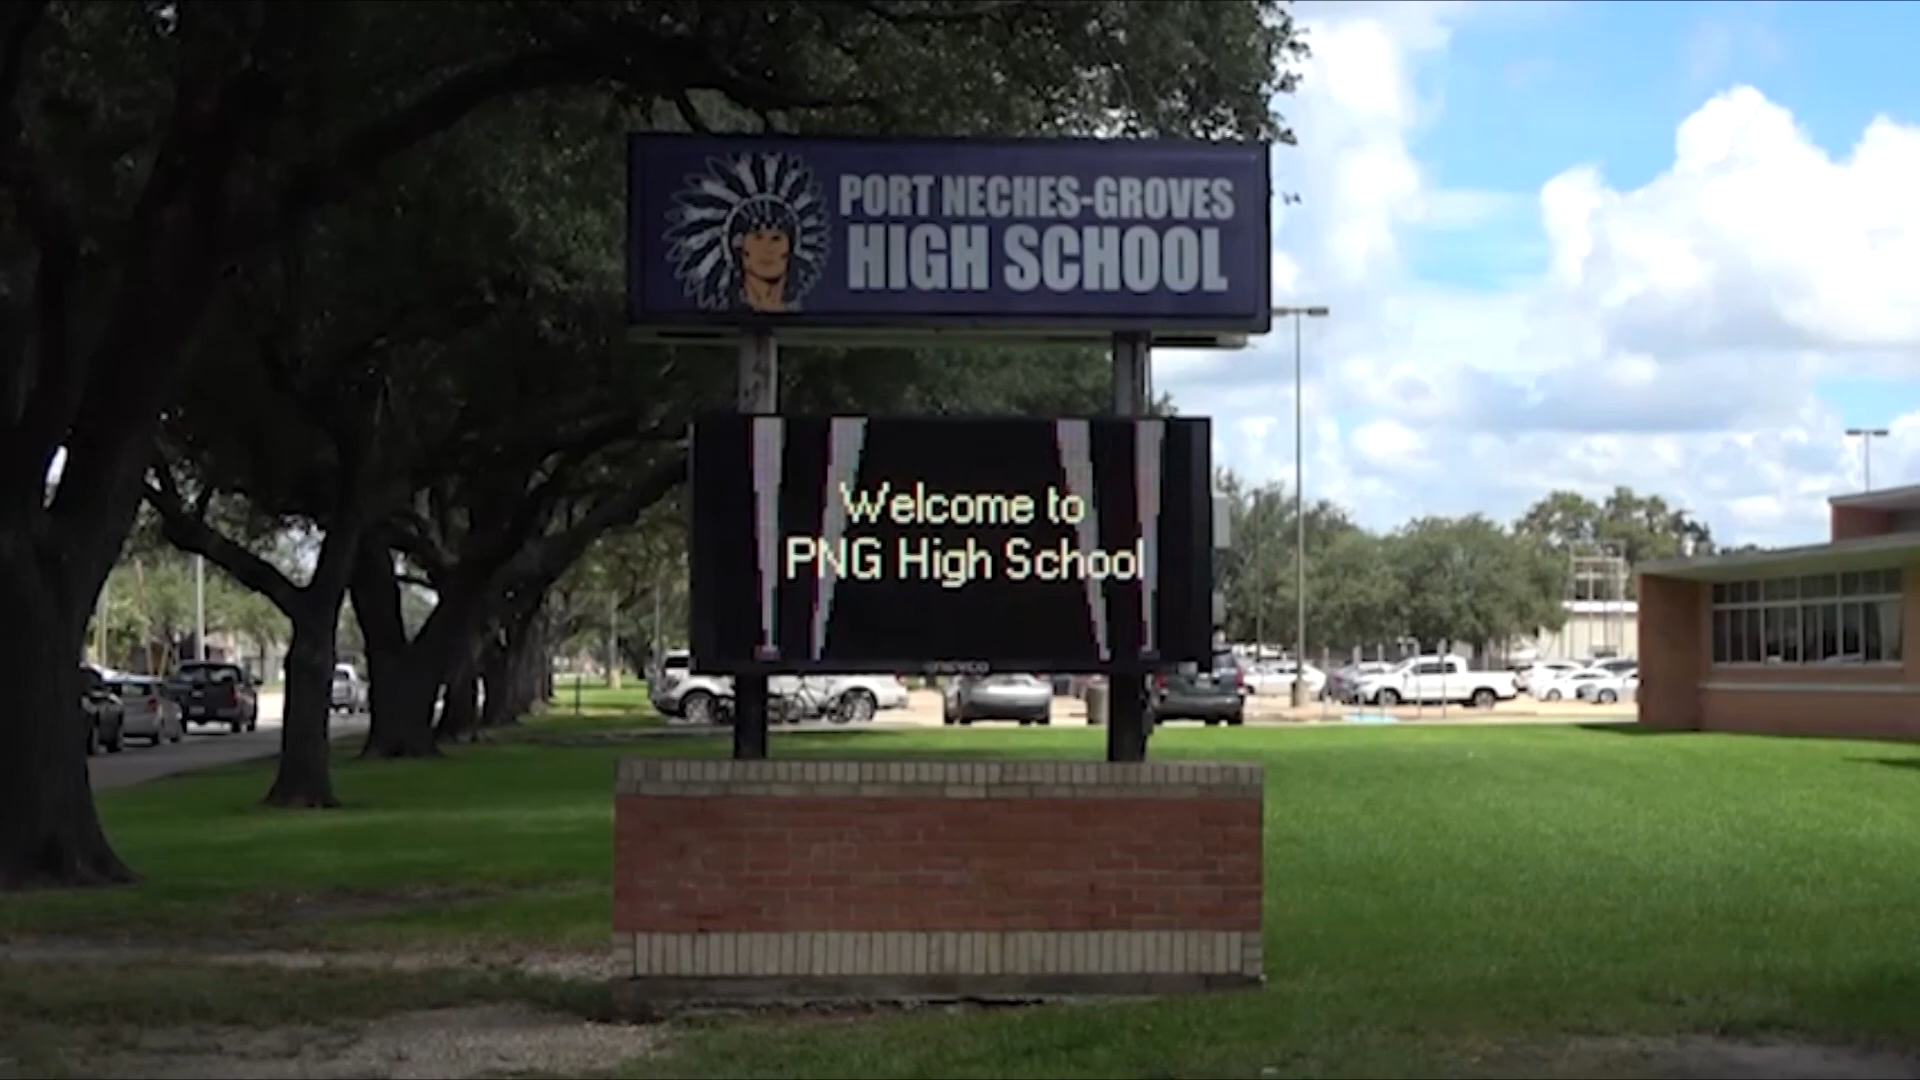 PORT NECHES-GROVES
HIGH SCHOOL
Welcome to
PNG High School